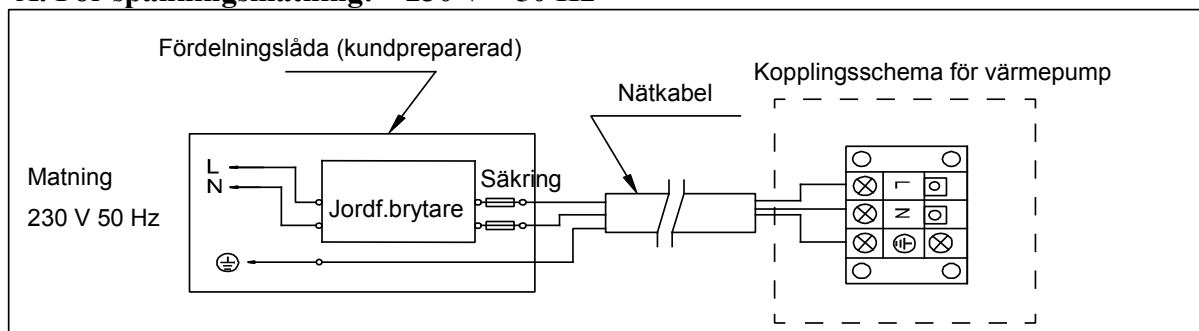 A. För spänningsmatning: 230 V ~ 50 Hz
Fördelningslåda (kundpreparerad)
Kopplingsschema för värmepump
Nätkabel
Matning
230 V 50 Hz
L
N
Säkring
Jordf.brytare
L
N